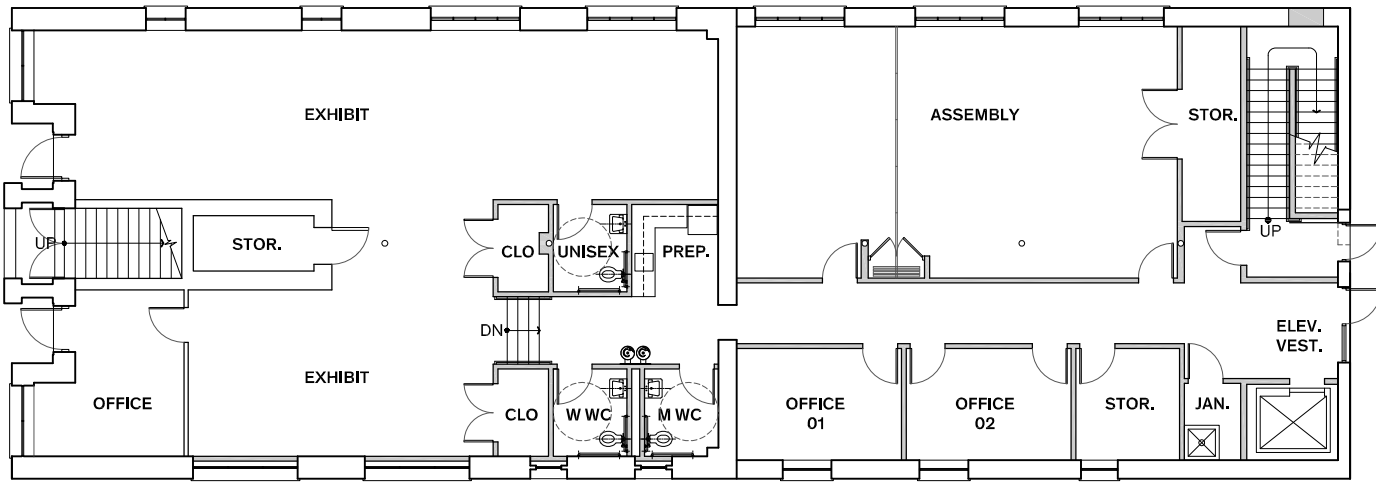 EXHIBIT
ASSEMBLY
STOR.
UP
STOR.
CLO
UNISEX
PREP.
UP
DN
ELEV.
VEST.
EXHIBIT
OFFICE
CLO
W WC
M WC
OFFICE
01
OFFICE
02
STOR.
JAN.